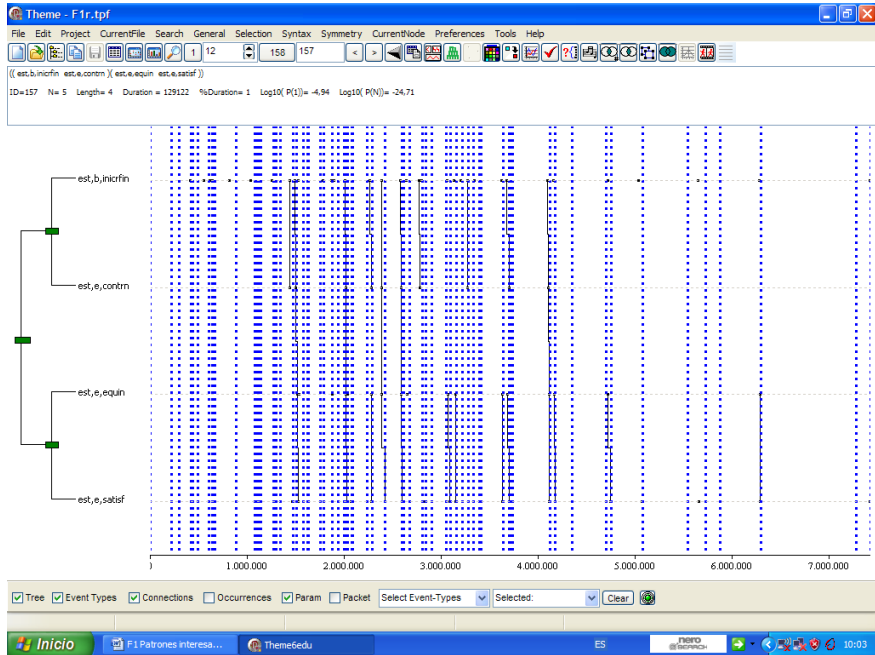 Theme - F1r.tpf
File Edit Project CurrentFile Search General Selection Syntax Symmetry CurrentNode Preferences Tools Help
1 12 158 157 < >
(( est,b,inicrfin est,e,contrn )( est,e,equin est,e,satisf ))
ID=157 N= 5 Length= 4 Duration = 129122 %Duration= 1 Log10( P(1))= -4,94 Log10( P(N))= -24,71
est,b,inicrfin
est,e,contrn
est,e,equin
est,e,satisf
) 1.000.000 2.000.000 3.000.000 4.000.000 5.000.000 6.000.000 7.000.000
Tree Event Types Connections Occurrences Param Packet Select Event-Types Selected: Clear
Inicio F1 Patrones interesa... Theme6edu ES nero SEARCH 10:03